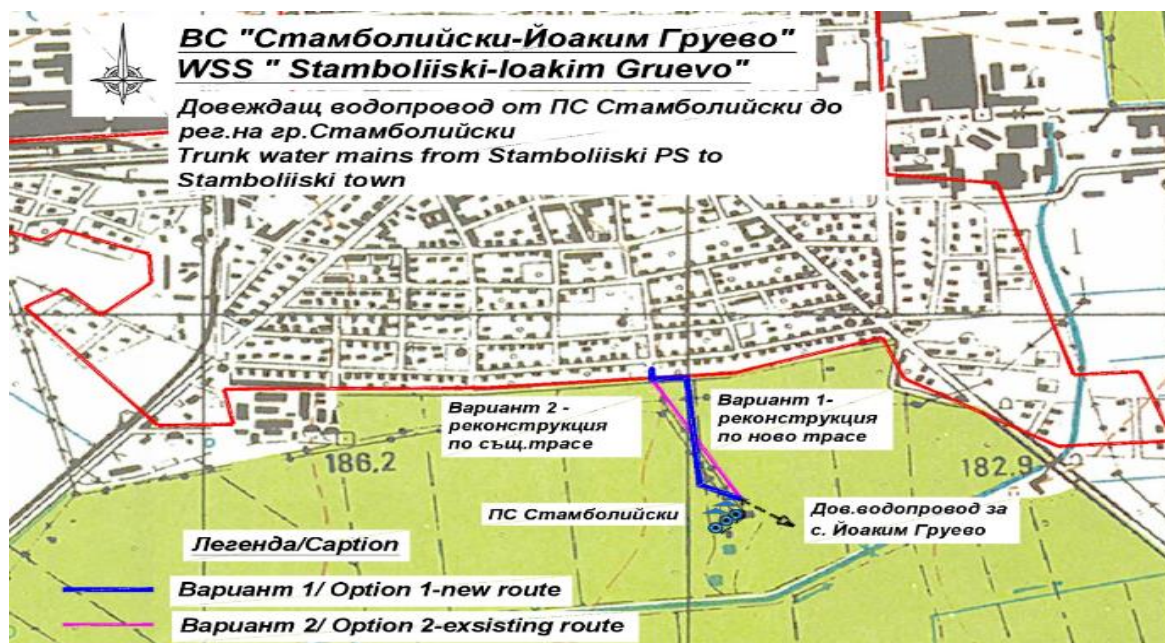 ВС "Стамболийски-Йоаким Груево"
WSS " Stamboliiski-Ioakim Gruevo"
Довеждащ водопровод от ПС Стамболийски до
рег.на гр.Стамболийски
Trunk water mains from Stamboliiski PS to
Stamboliiski town
Вариант 2 -
реконструкция
по същ.трасе
Вариант 1-
реконструкция
по ново трасе
186.2
182.9
ПС Стамболийски
Дов.водопровод за
с. Йоаким Груево
Легенда/Caption
Вариант 1/ Option 1-new route
Вариант 2/ Option 2-exsisting route